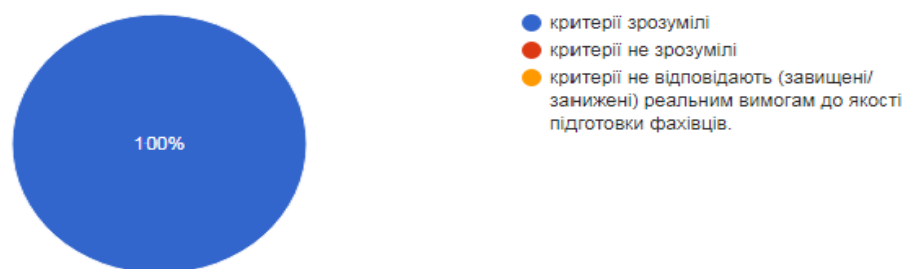 критерії зрозумілі
критерії не зрозумілі
критерії не відповідають (завищені/
занижені) реальним вимогам до якості
підготовки фахівців.
100%